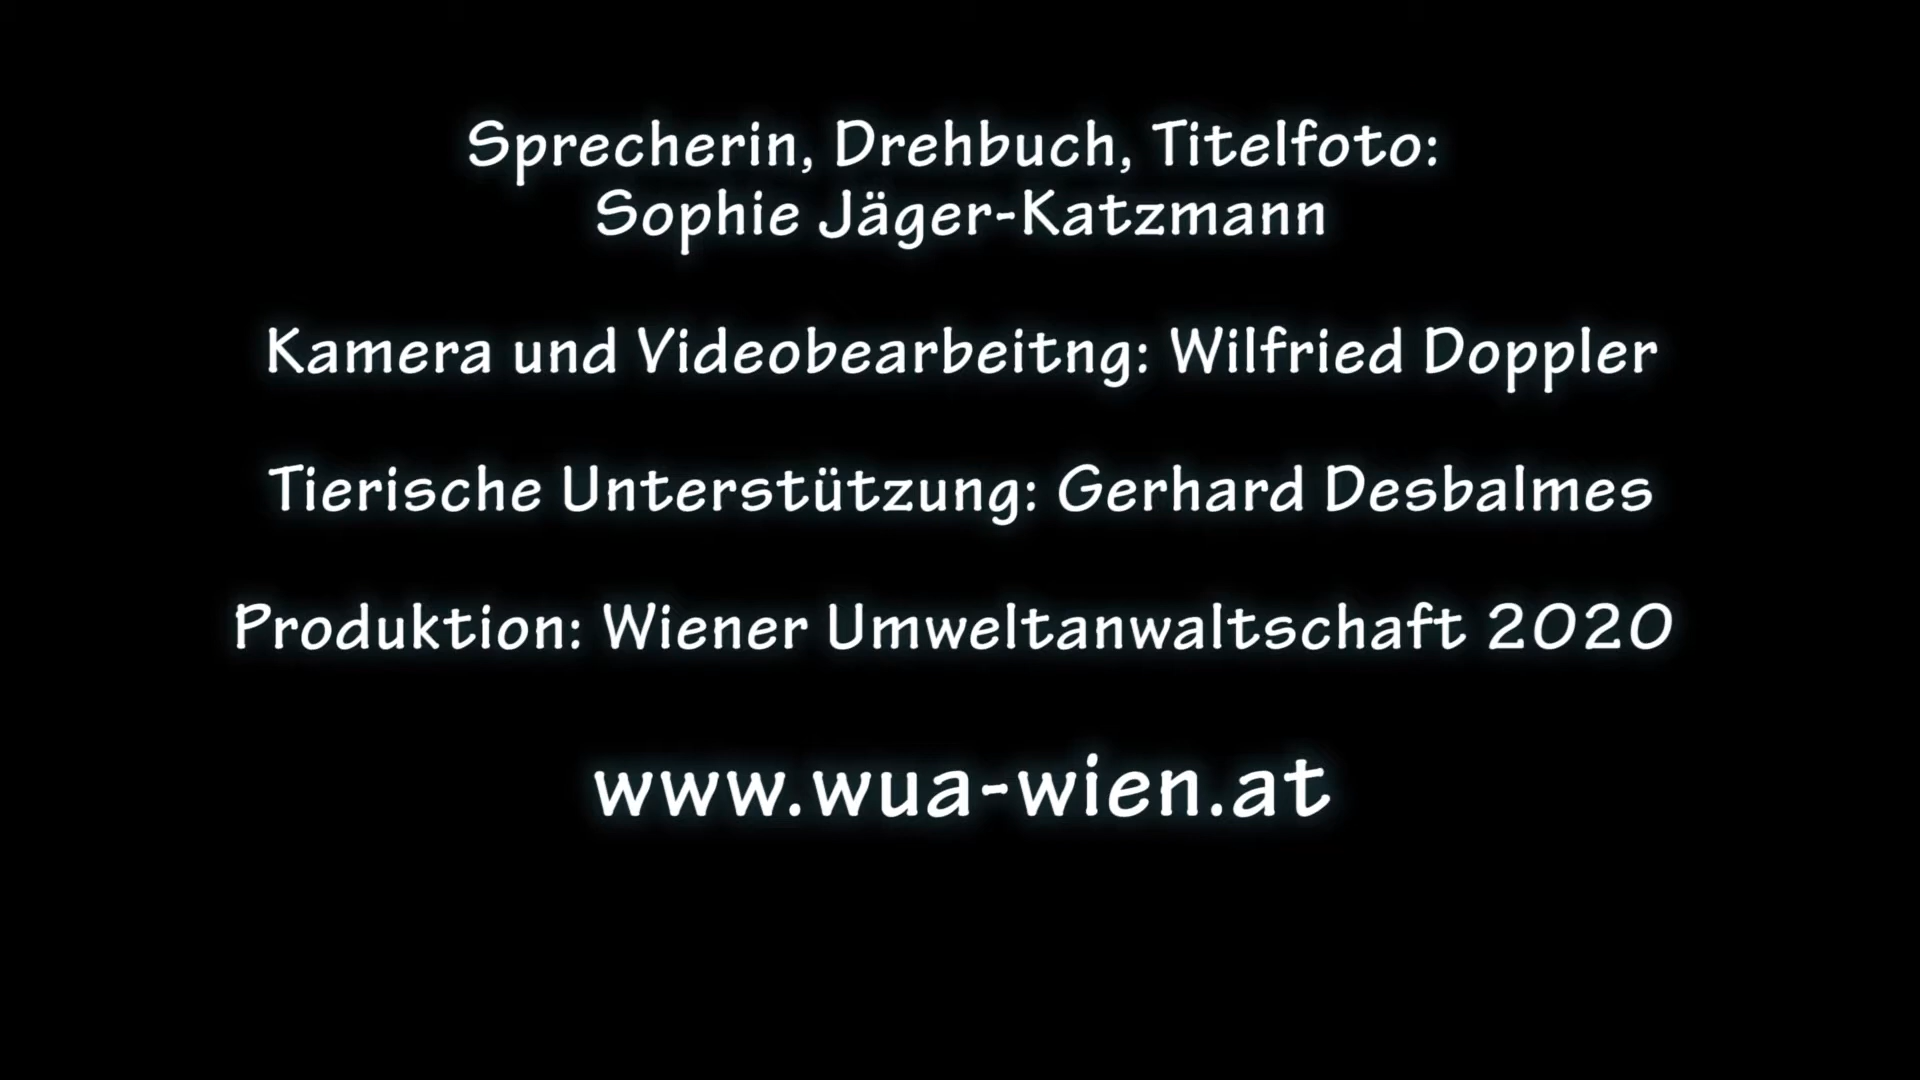 Sprecherin, Drehbuch, Titelfoto:
Sophie Jäger-Katzmann
Kamera und Videobearbeitng: Wilfried Doppler
Tierische Unterstützung: Gerhard Desbalmes
Produktion: Wiener Umweltanwaltschaft 2020
www.wua-wien.at